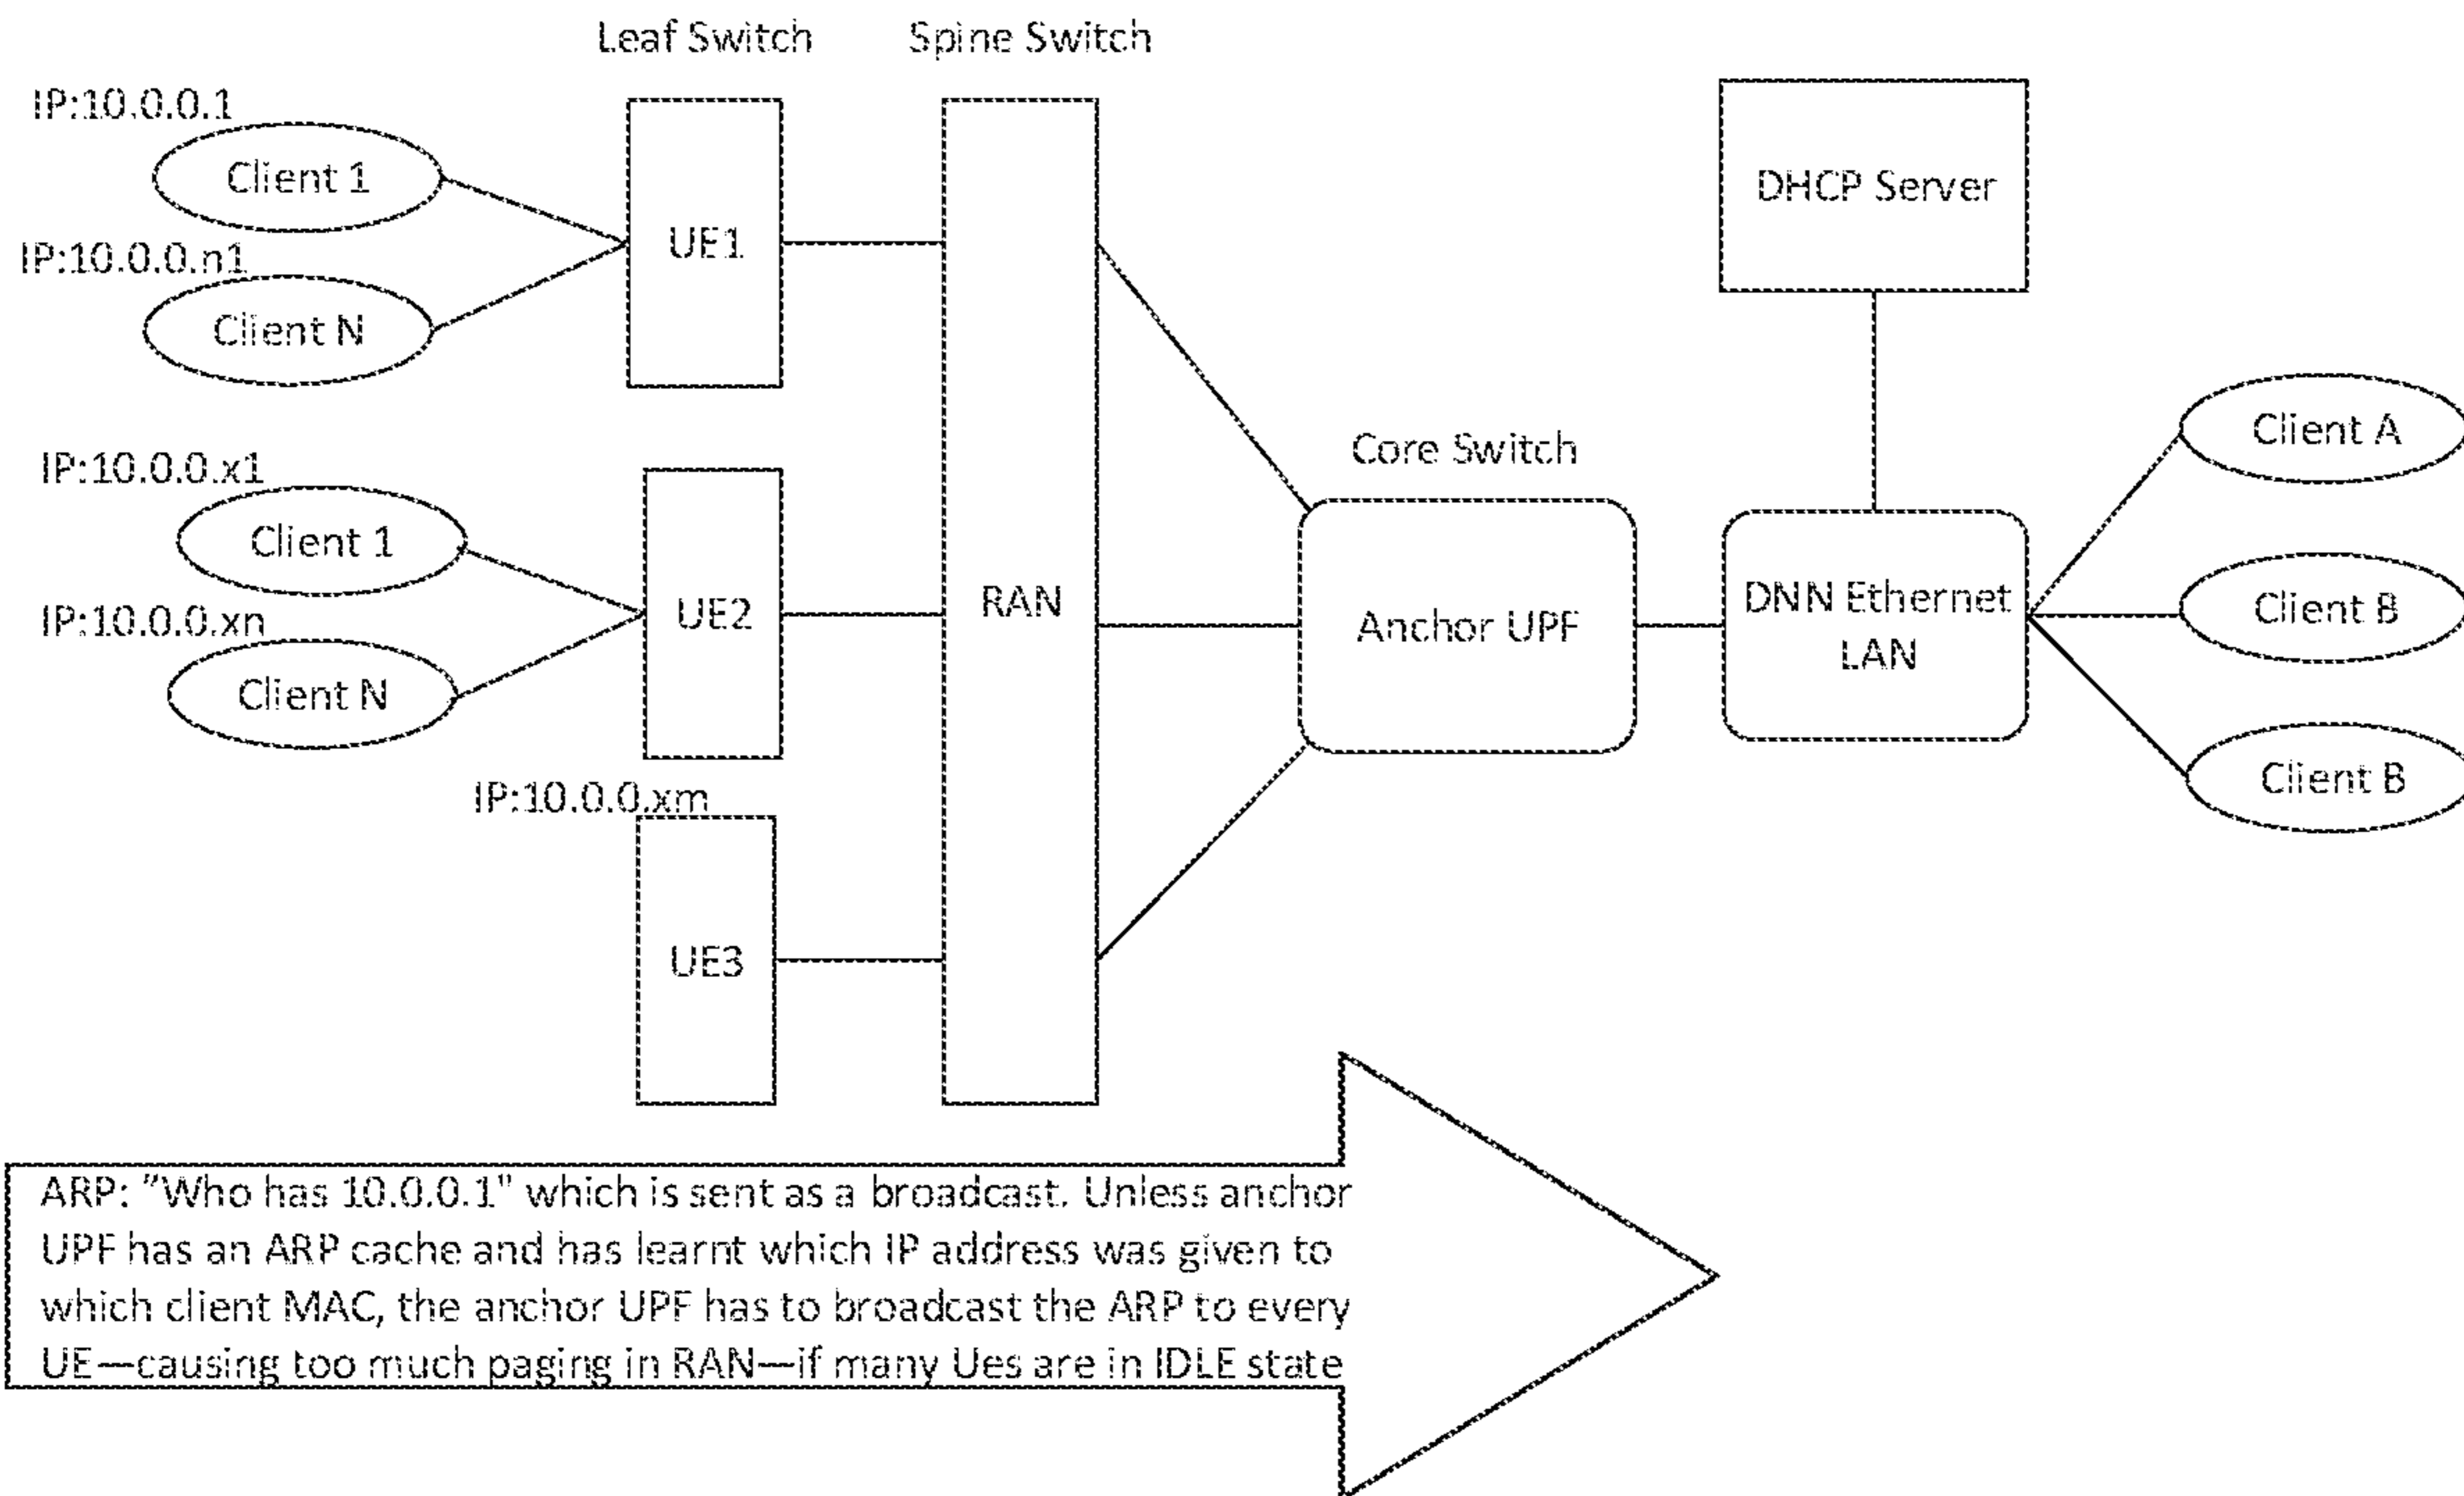 Leaf Switch
Spine Switch
IP:10.0.0.1
Client 1
UE1
DHCP Server
IP:10.0.0.n1
Client N
Client A
Core Switch
IP:10.0.0.x1
Client 1
UE2
RAN
Anchor UPF
DNN Ethernet
LAN
Client B
IP:10.0.0.xn
Client N
Client B
IP:10.0.0.xm
UE3
ARP: "Who has 10.0.0.1" which is sent as a broadcast. Unless anchor
UPF has an ARP cache and has learnt which IP address was given to
which client MAC, the anchor UPF has to broadcast the ARP to every
UE—causing too much paging in RAN—if many Ues are in IDLE state